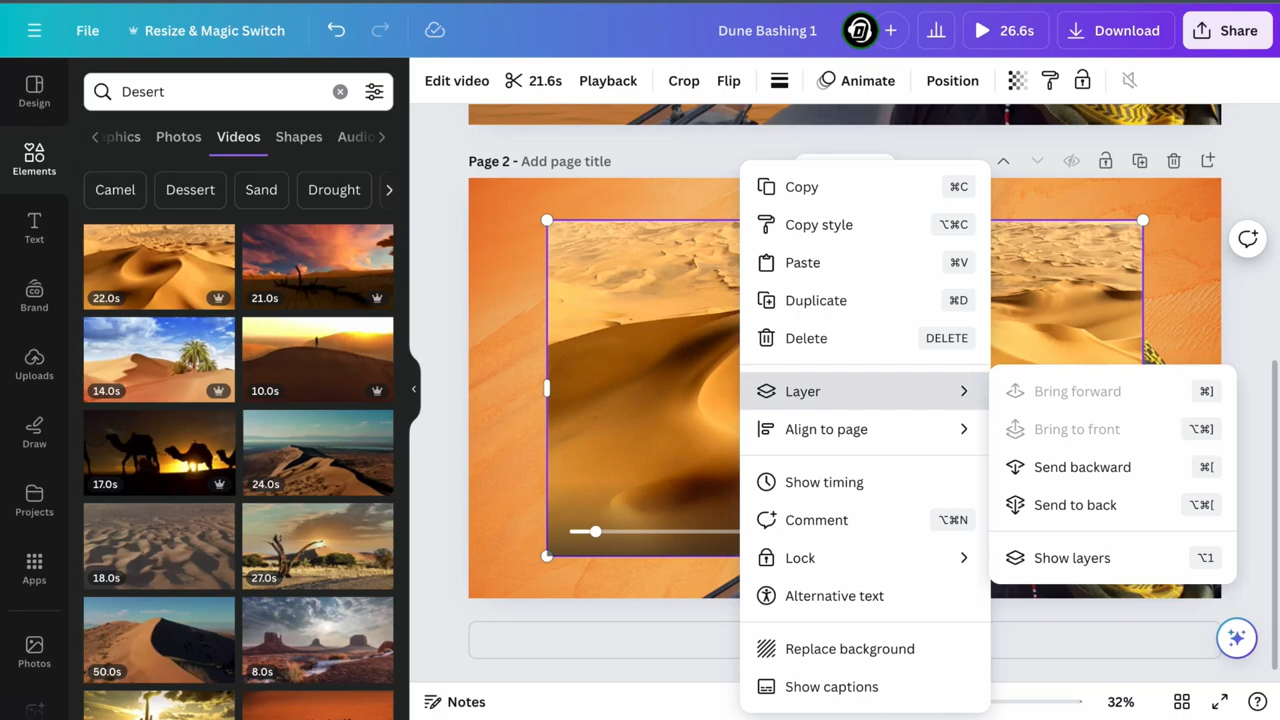 File
Resize & Magic Switch
Dune Bashing 1
26.6s
Download
Share
Design
Elements
Text
Brand
Uploads
Draw
Projects
Apps
Photos
Desert
phics
Photos
Videos
Shapes
Audio
Camel
Dessert
Sand
Drought
22.0s
21.0s
14.0s
10.0s
17.0s
24.0s
18.0s
27.0s
50.0s
8.0s
Edit video
21.6s
Playback
Crop
Flip
Animate
Position
Page 2 - Add page title
Copy ⌘C
Copy style ⌥⌘C
Paste ⌘V
Duplicate ⌘D
Delete DELETE
Layer
Align to page
Show timing
Comment ⌥⌘N
Lock
Alternative text
Replace background
Show captions
Bring forward ⌘]
Bring to front ⌥⌘]
Send backward ⌘[
Send to back ⌥⌘[
Show layers ⌥1
Notes
32%